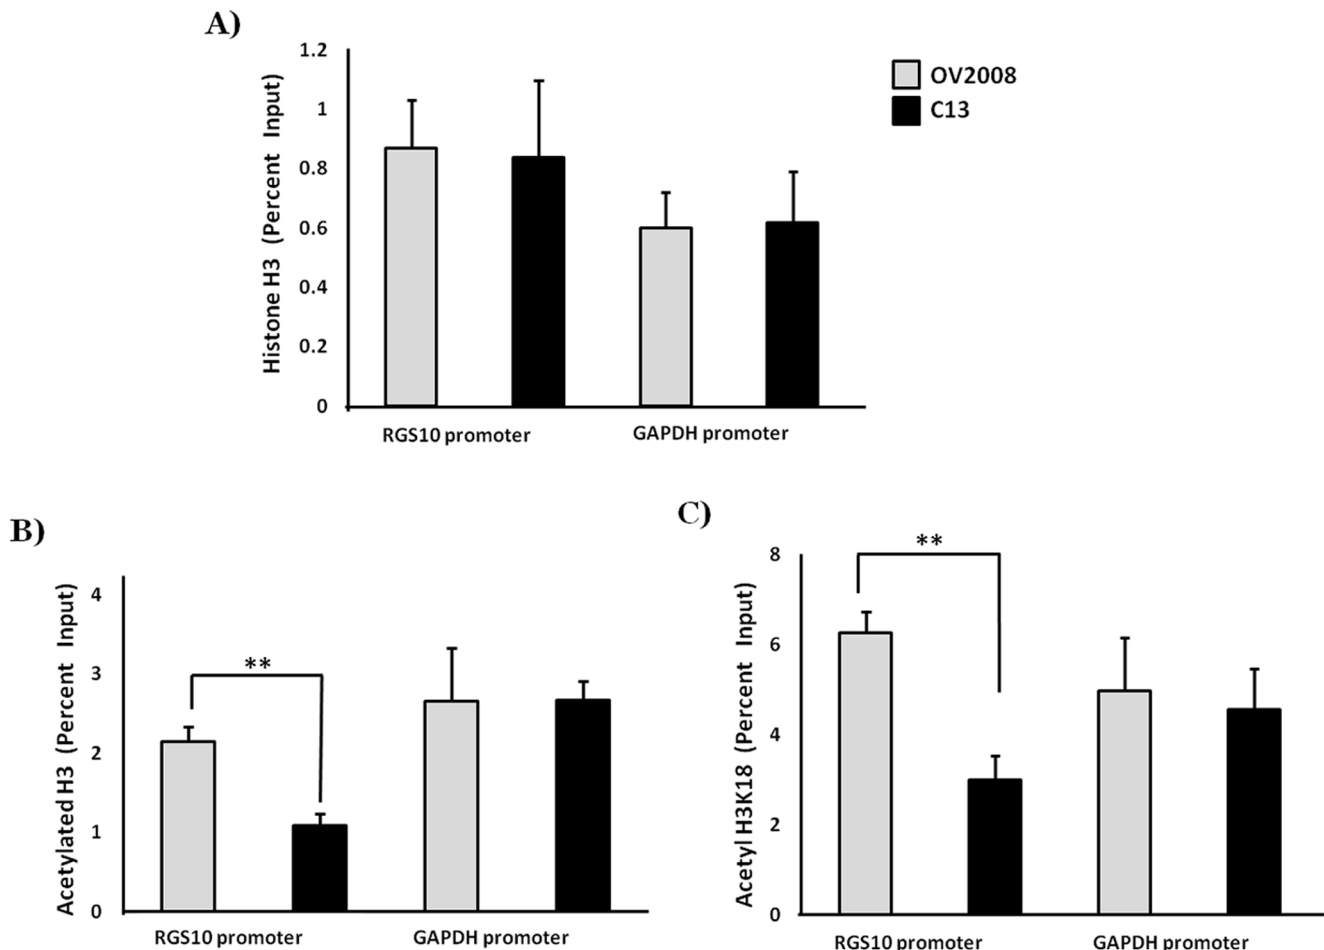 A)
Histone H3 (Percent Input)
1.2
1
0.8
0.6
0.4
0.2
0
RGS10 promoter
GAPDH promoter
OV2008
C13
B)
Acetylated H3 (Percent Input)
4
3
2
1
0
**
RGS10 promoter
GAPDH promoter
C)
Acetyl H3K18 (Percent Input)
8
6
4
2
0
**
RGS10 promoter
GAPDH promoter